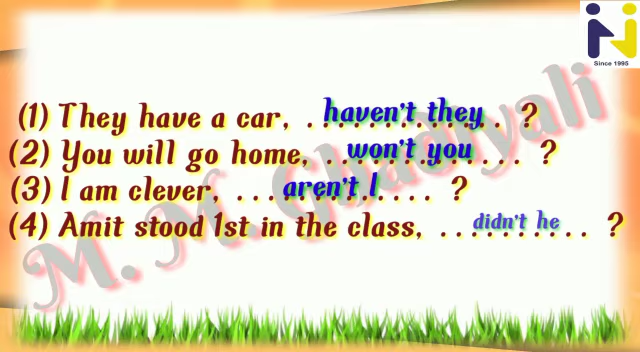 Since 1995
(1) They have a car, . haven't they . ?
(2) You will go home, . . won't you . . . ?
(3) I am clever, . . . aren't I . . . . ?
(4) Amit stood 1st in the class, . . didn't he . . ?
M. M. Ghadiyali